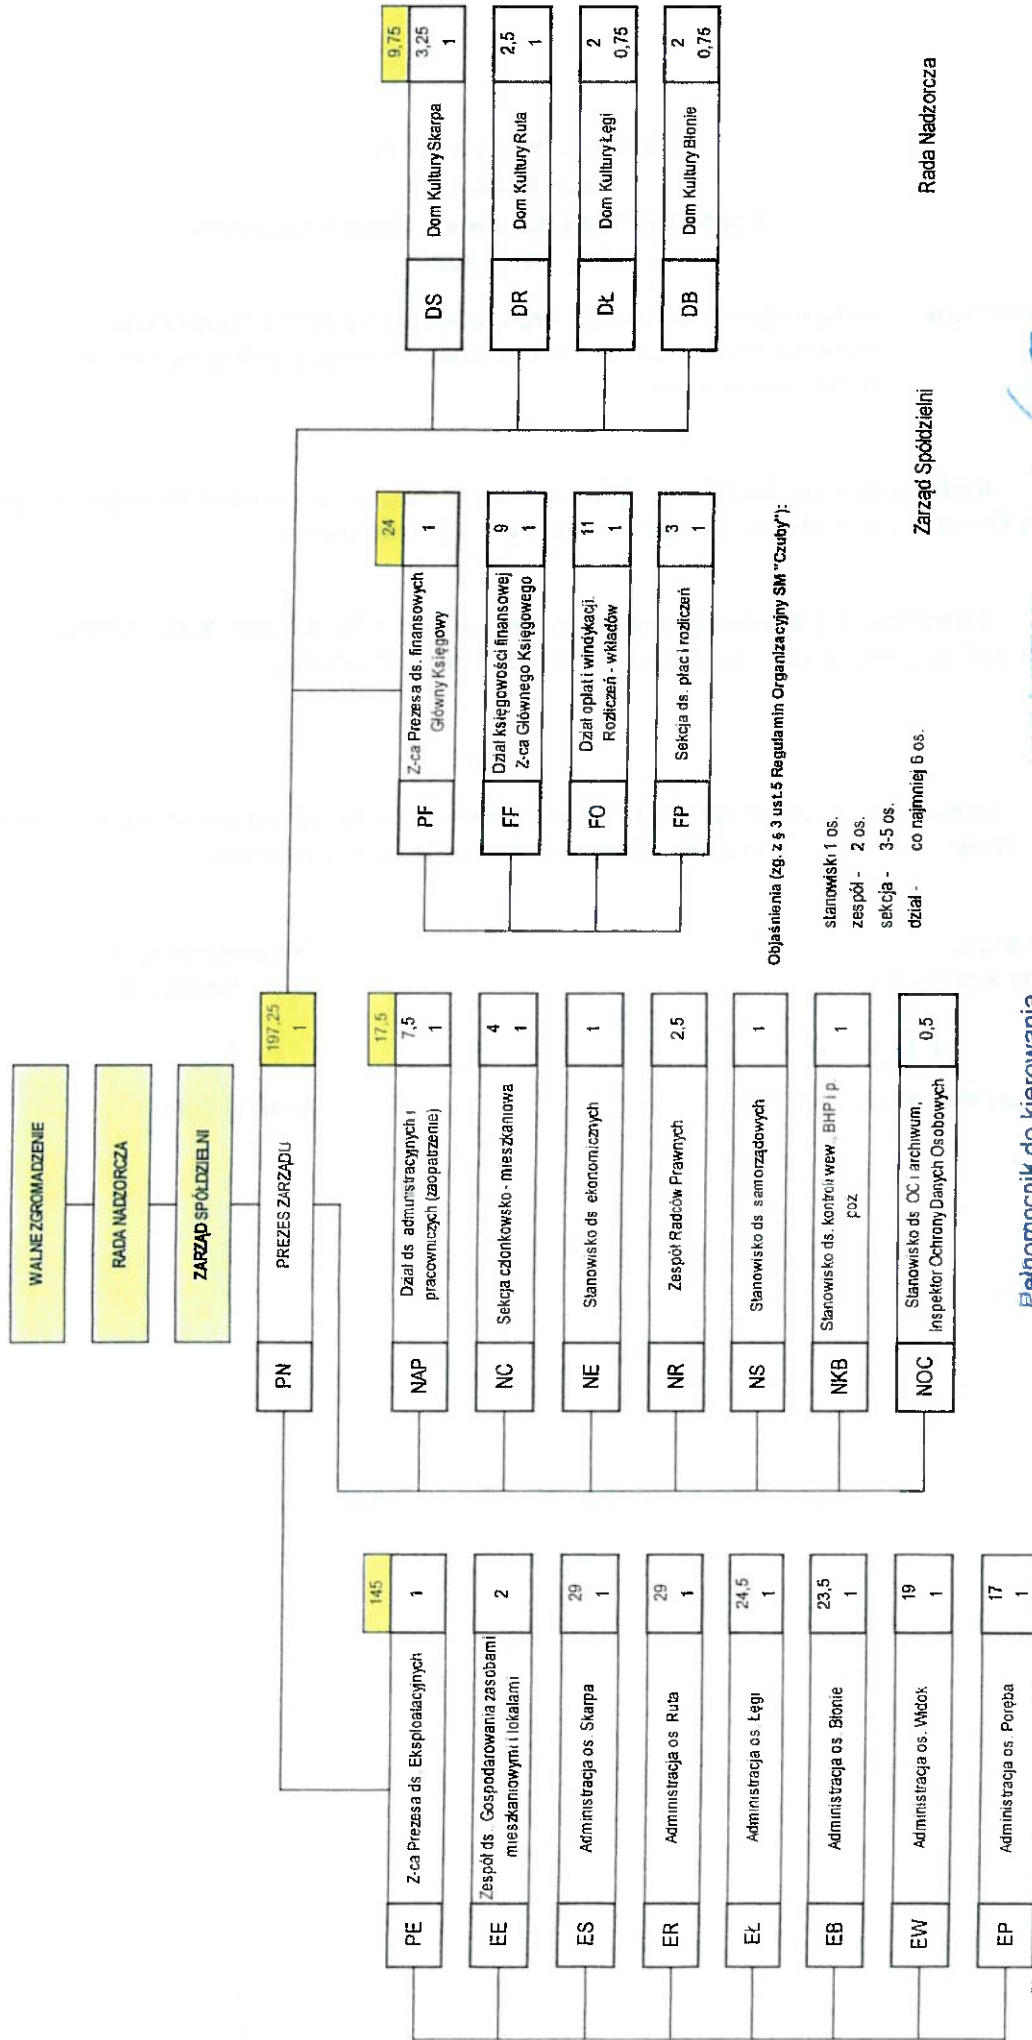 WALNE ZGROMADZENIE
RADA NADZORCZA
ZARZĄD SPÓŁDZIELNI
PN
PREZES ZARZĄDU
197,25
1
145
PE
Z-ca Prezesa ds. Eksploatacyjnych
1
EE
Zespół ds. Gospodarowania zasobami
mieszkaniowymi i lokalami
2
ES
Administracja os. Skarpa
29
1
ER
Administracja os. Ruta
29
1
EŁ
Administracja os. Łęgi
24,5
1
EB
Administracja os. Błonie
23,5
1
EW
Administracja os. Widok
19
1
EP
Administracja os. Poręba
17
1
17,5
NAP
Dział ds administracyjnych i
pracowniczych (zaopatrzenie)
7,5
1
NC
Sekcja członkowsko - mieszkaniowa
4
1
NE
Stanowisko ds ekonomicznych
1
NR
Zespół Radców Prawnych
2,5
NS
Stanowisko ds samorządowych
1
NKB
Stanowisko ds. kontroli wew., BHP i p.
poż
1
NOC
Stanowisko ds OC i archiwum,
Inspektor Ochrony Danych Osobowych
0,5
24
PF
Z-ca Prezesa ds. finansowych
Główny Księgowy
1
FF
Dział księgowości finansowej
Z-ca Głównego Księgowego
9
1
FO
Dział opłat i windykacji.
Rozliczeń - wkładów
11
1
FP
Sekcja ds. płac i rozliczeń
3
1
9,75
DS
Dom Kultury Skarpa
3,25
1
DR
Dom Kultury Ruta
2,5
1
DŁ
Dom Kultury Łęgi
2
0,75
DB
Dom Kultury Błonie
2
0,75
Objaśnienia (zg. z § 3 ust.5 Regulamin Organizacyjny SM "Czuby"):
stanowisk 1 os.
zespół - 2 os.
sekcja - 3-5 os.
dział - co najmniej 6 os.
Zarząd Spółdzielni
Rada Nadzorcza
Pełnomocnik do kierowania